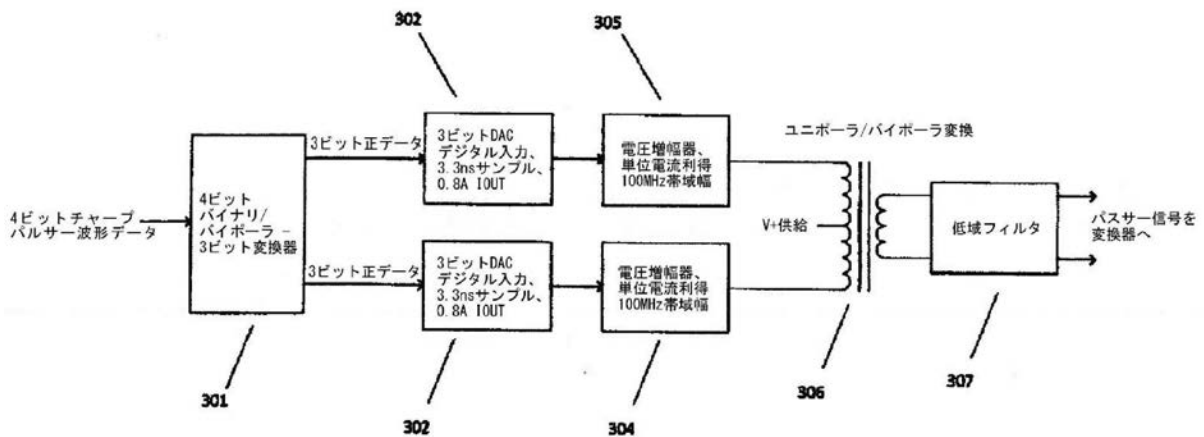 302
305
4ビットチャープ
パルサー波形データ
4ビット
バイナリ/
バイポーラ -
3ビット変換器
3ビット正データ
3ビットDAC
デジタル入力、
3.3nsサンプル、
0.8A IOUT
電圧増幅器、
単位電流利得
100MHz帯域幅
ユニポーラ/バイポーラ変換
V+供給
低域フィルタ
パスサー信号を
変換器へ
3ビット正データ
3ビットDAC
デジタル入力、
3.3nsサンプル、
0.8A IOUT
電圧増幅器、
単位電流利得
100MHz帯域幅
301
302
304
306
307